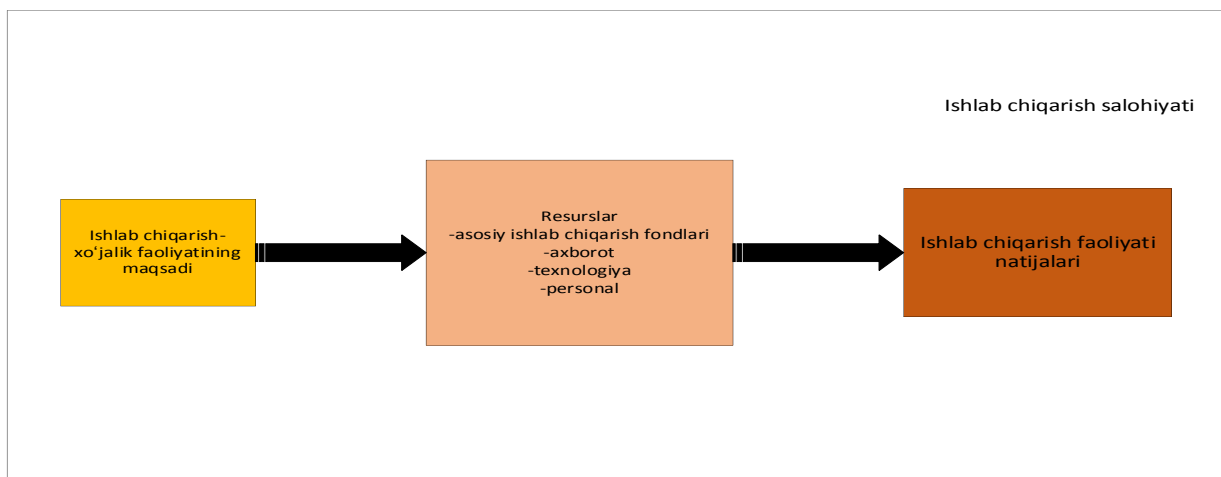 Ishlab chiqarish salohiyati
Ishlab chiqarish-
xo‘jalik faoliyatining
maqsadi
Resurslar
-asosiy ishlab chiqarish fondlari
-axborot
-texnologiya
-personal
Ishlab chiqarish faoliyati
natijalari